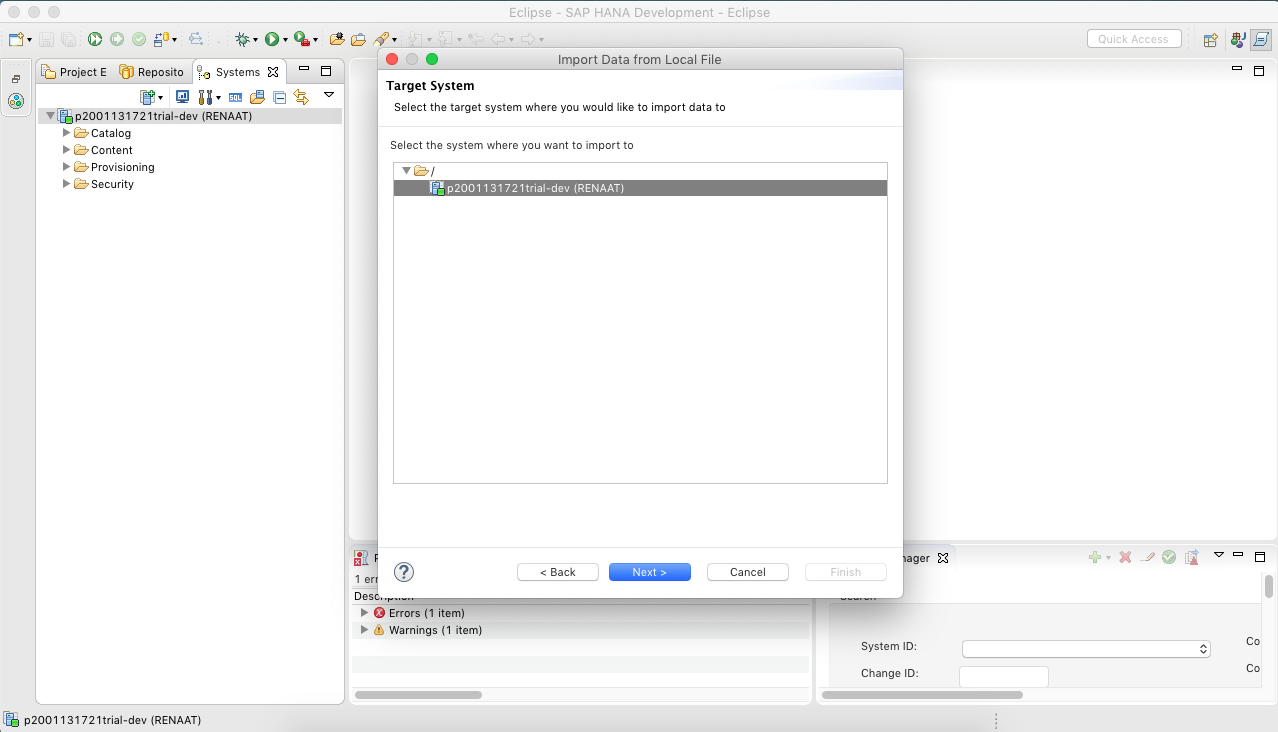 Eclipse - SAP HANA Development - Eclipse
Quick Access
Project E
Reposito
Systems
SQL
p2001131721trial-dev (RENAAT)
Catalog
Content
Provisioning
Security
Import Data from Local File
Target System
Select the target system where you would like to import data to
Select the system where you want to import to
/
p2001131721trial-dev (RENAAT)
?
< Back
Next >
Cancel
Finish
1 err
Description
Errors (1 item)
Warnings (1 item)
nager
Search
System ID:
Co
Change ID:
Co
p2001131721trial-dev (RENAAT)